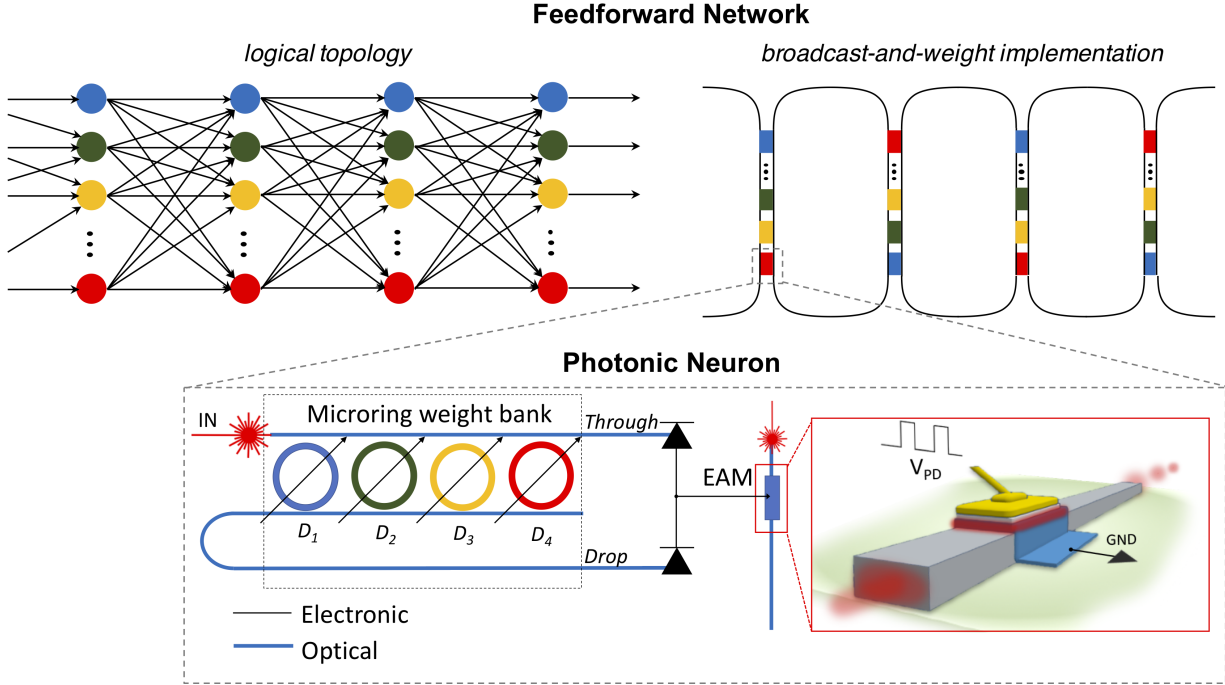 Feedforward Network
logical topology
broadcast-and-weight implementation
Photonic Neuron
IN
Microring weight bank
Through
D1
D2
D3
D4
Drop
EAM
VPD
GND
Electronic
Optical